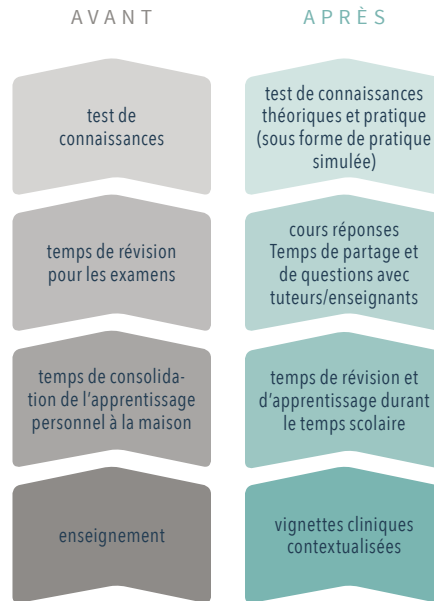 AVANT
test de
connaissances
temps de révision
pour les examens
temps de consolida-
tion de l'apprentissage
personnel à la maison
enseignement
APRÈS
test de connaissances
théoriques et pratique
(sous forme de pratique
simulée)
cours réponses
Temps de partage et
de questions avec
tuteurs/enseignants
temps de révision et
d'apprentissage durant
le temps scolaire
vignettes cliniques
contextualisées